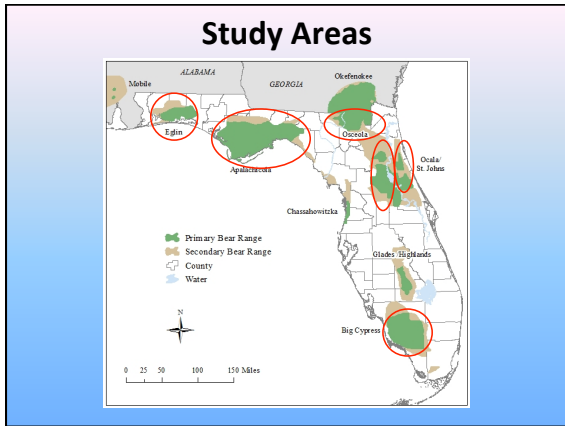 Study Areas
ALABAMA
Okefenokee
Mobile
GEORGIA
Eglin
Osceola
Apalachicola
Ocala/
St. Johns
Chassahowitzka
Primary Bear Range
Secondary Bear Range
County
Water
Glades /Highlands
N
Big Cypress
0 25 50 100 150 Miles